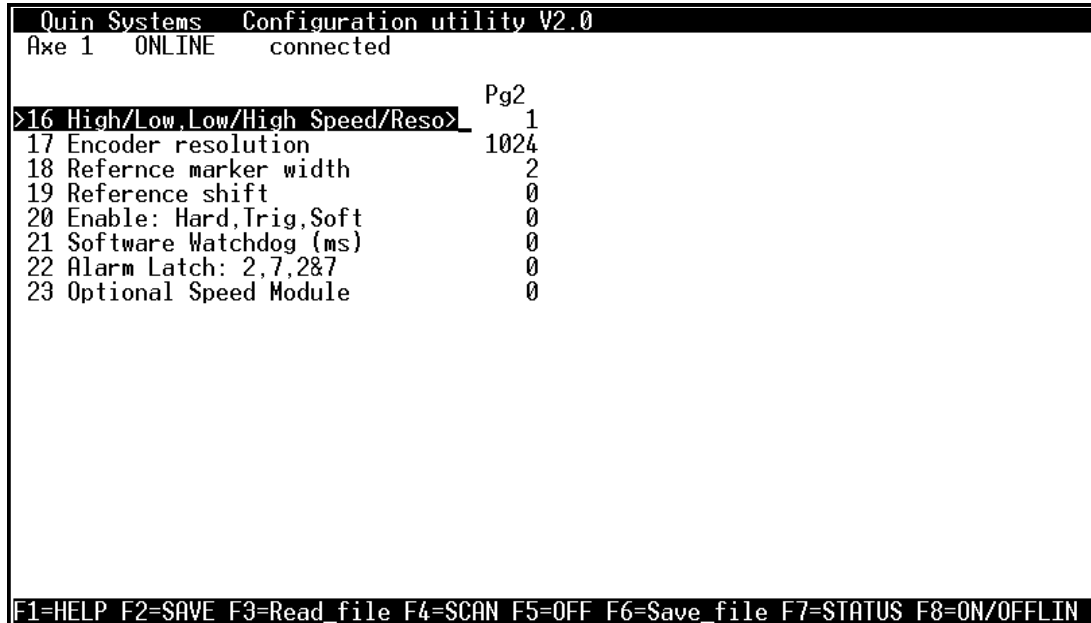 Quin Systems Configuration utility V2.0
Axe 1 ONLINE connected
Pg2
>16 High/Low,Low/High Speed/Reso>_ 1
17 Encoder resolution 1024
18 Refernce marker width 2
19 Reference shift 0
20 Enable: Hard,Trig,Soft 0
21 Software Watchdog (ms) 0
22 Alarm Latch: 2,7,2&7 0
23 Optional Speed Module 0
F1=HELP F2=SAVE F3=Read_file F4=SCAN F5=OFF F6=Save_file F7=STATUS F8=ON/OFFLIN